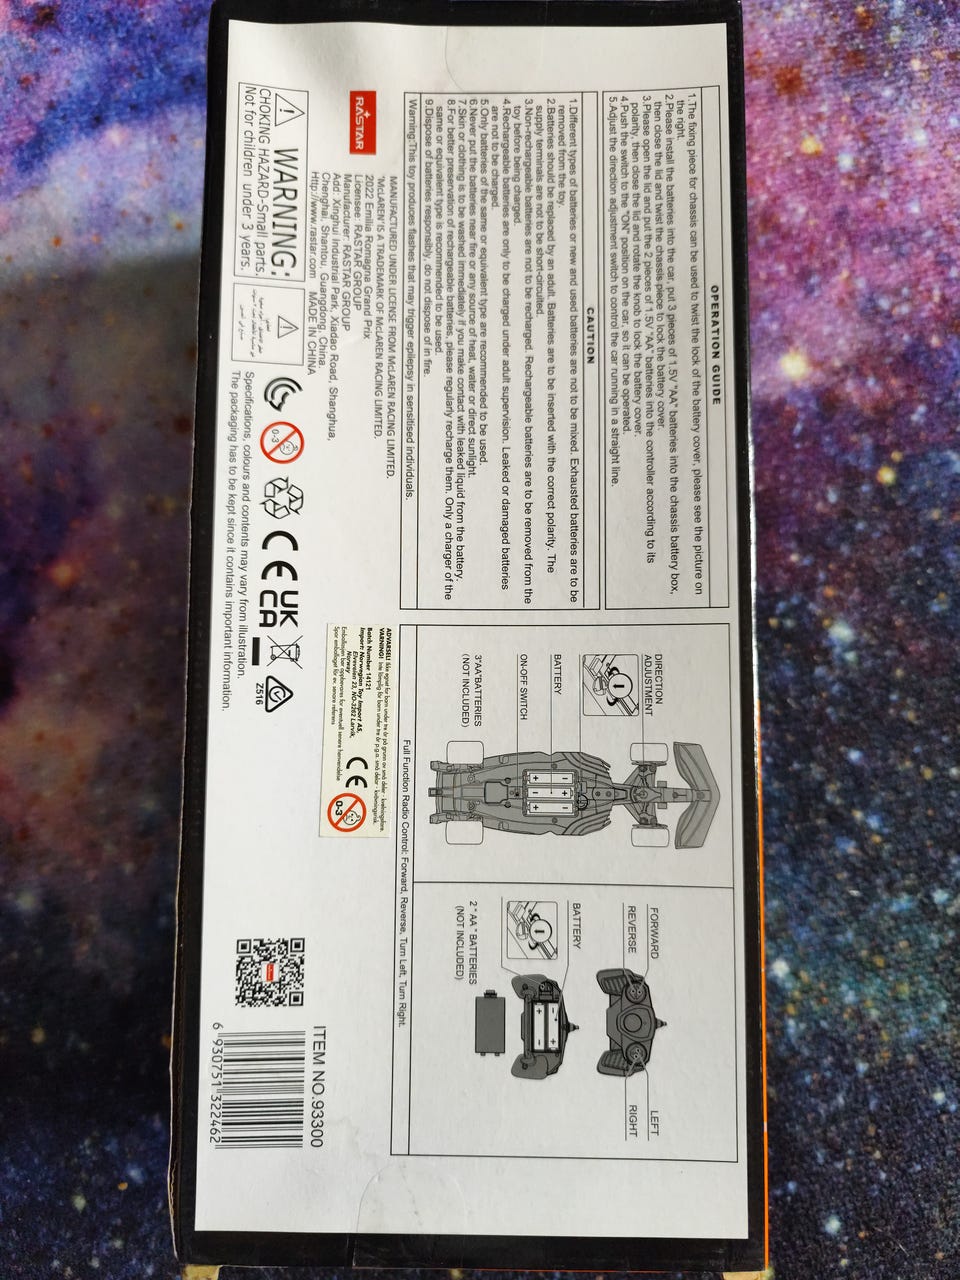 OPERATION GUIDE
1.The fixing piece for chassis can be used to twist the lock of the battery cover, please see the picture on
the right.
2.Please install the batteries into the car, put 3 pieces of 1.5V "AA" batteries into the chassis battery box,
then close the lid and twist the chassis piece to lock the battery cover.
3.Please open the lid and put the 2 pieces of 1.5V "AA" batteries into the controller according to its
polarity, then close the lid and rotate the knob to lock the battery cover.
4.Push the switch to the "ON" position on the car, so it can be operated.
5.Adjust the direction adjustment switch to control the car running in a straight line.
CAUTION
1.Different types of batteries or new and used batteries are not to be mixed. Exhausted batteries are to be
removed from the toy.
2.Batteries should be replaced by an adult. Batteries are to be inserted with the correct polarity. The
supply terminals are not to be short-circuited.
3.Non-rechargeable batteries are not to be recharged. Rechargeable batteries are to be removed from the
toy before being charged.
4.Rechargeable batteries are only to be charged under adult supervision. Leaked or damaged batteries
are not to be charged.
5.Only batteries of the same or equivalent type are recommended to be used.
6.Never put the batteries near fire or any source of heat, water or direct sunlight.
7.Skin or clothing is to be washed immediately if you make contact with leaked liquid from the battery.
8.For better preservation of rechargeable batteries, please regularly recharge them. Only a charger of the
same or equivalent type is recommended to be used.
9.Dispose of batteries responsibly, do not dispose of in fire.
Warning:This toy produces flashes that may trigger epilepsy in sensitised individuals.
DIRECTION
ADJUSTMENT
BATTERY
ON-OFF SWITCH
3*"AA"BATTERIES
(NOT INCLUDED)
FORWARD
REVERSE
LEFT
RIGHT
BATTERY
2 * " AA " BATTERIES
(NOT INCLUDED)
Full Function Radio Control: Forward, Reverse, Turn Left, Turn Right.
RASTAR
MANUFACTURED UNDER LICENSE FROM McLAREN RACING LIMITED.
'McLAREN' IS A TRADEMARK OF McLAREN RACING LIMITED.
2022 Emilia Romagna Grand Prix
Licensee: RASTAR GROUP
Manufacturer: RASTAR GROUP
Add: Xinghui Industrial Park, Xiadao Road, Shanghua,
Chenghai, Shantou, Guangdong, China
Http://www.rastar.com MADE IN CHINA
WARNING:
CHOKING HAZARD-Small parts.
Not for children under 3 years.
0-3
CE
UK
CA
Z516
Specifications, colours and contents may vary from illustration.
The packaging has to be kept since it contains important information.
ADVARSEL!
VARNING!
Batch Number 14121
Import: Norwegian Toy Import AS,
Elveveien 23, NO-3262 Larvik,
Norway
CE
0-3
ITEM NO.93300
6 930751 322462